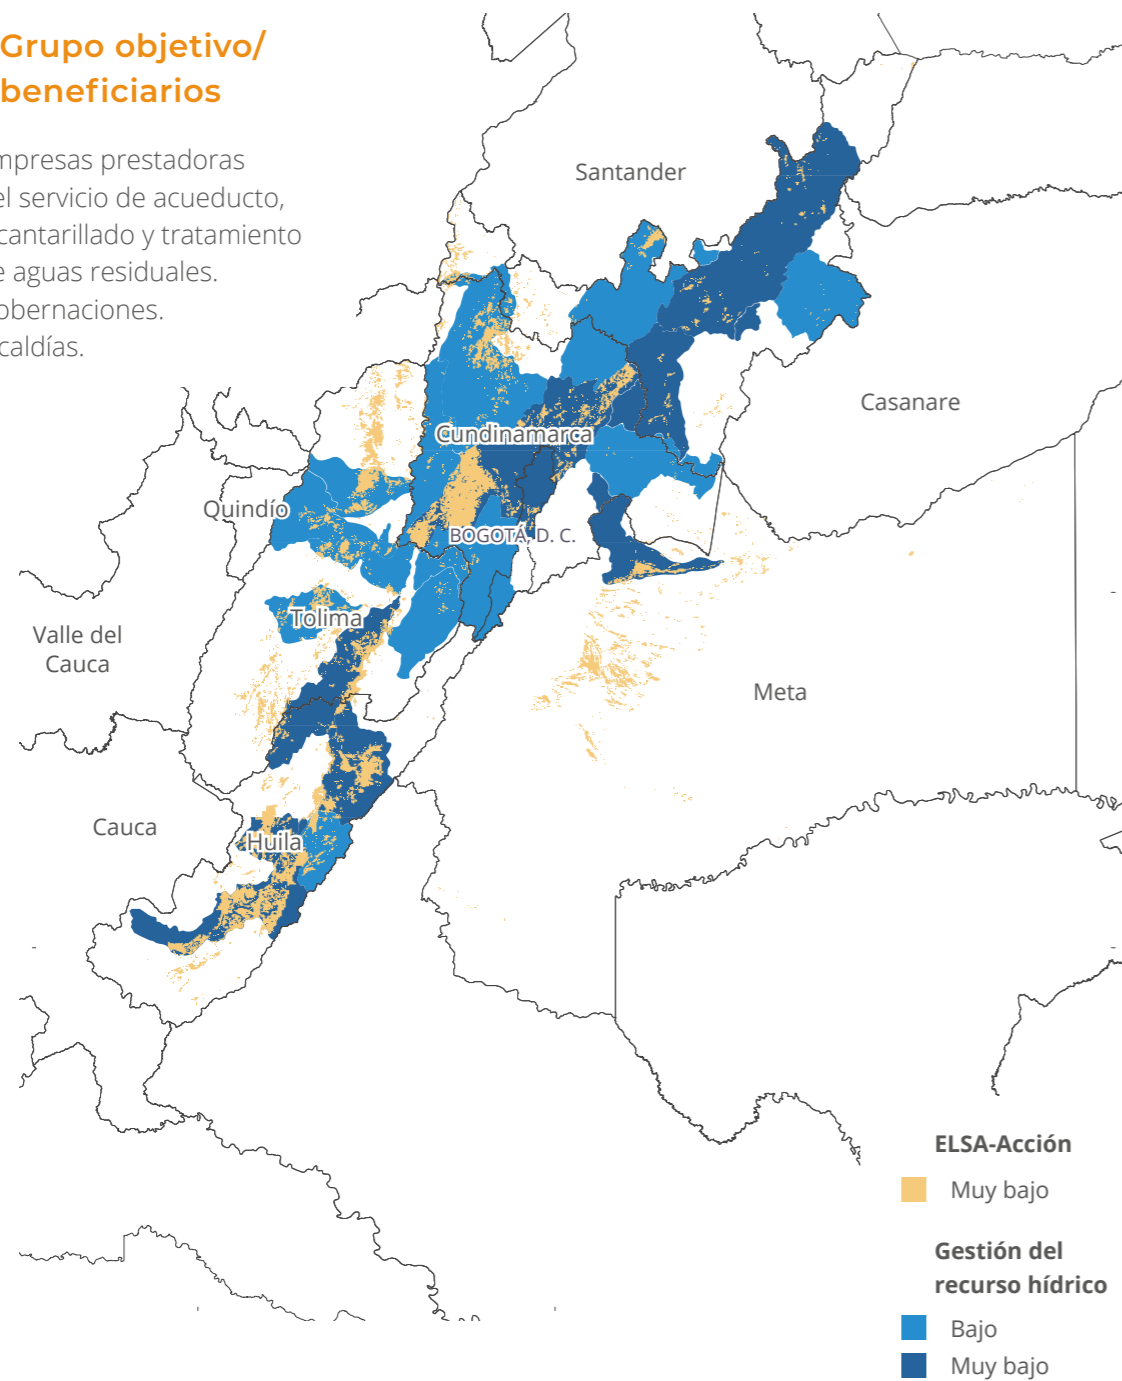 Grupo objetivo/
beneficiarios
mpresas prestadoras
el servicio de acueducto,
cantarillado y tratamiento
e aguas residuales.
obernaciones.
caldías.
Santander
Casanare
Cundinamarca
Quindío
BOGOTÁ, D. C.
Tolima
Valle del
Cauca
Meta
Cauca
Huila
ELSA-Acción
Muy bajo
Gestión del
recurso hídrico
Bajo
Muy bajo